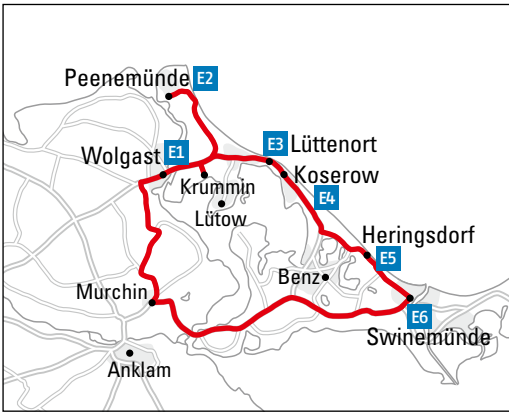 Peenemünde E2
Wolgast E1
E3 Lüttenort
Krummin
Koserow
E4
Lütow
Heringsdorf
E5
Benz
Murchin
E6
Swinemünde
Anklam